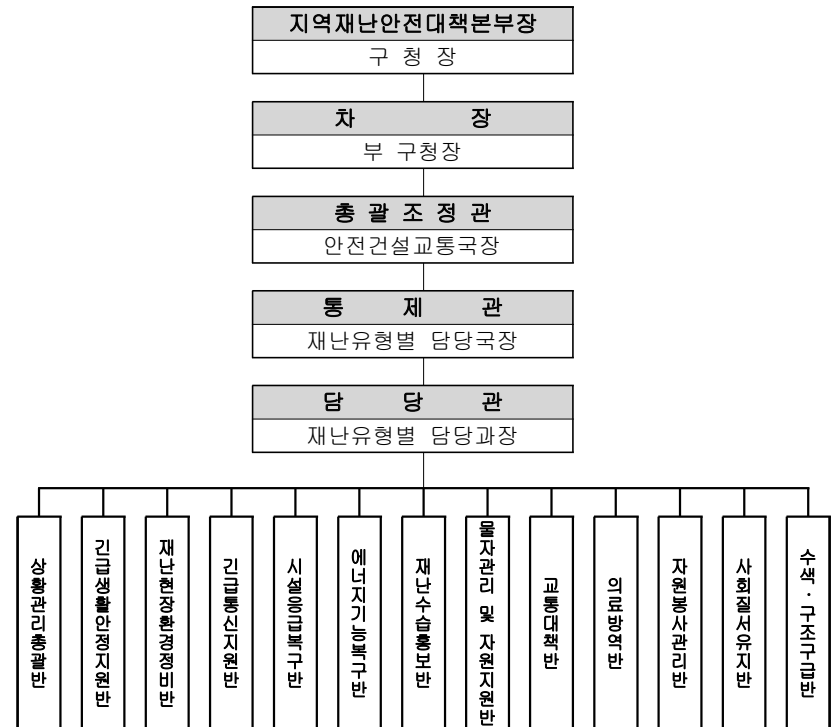 지역재난안전대책본부장
구 청 장
차 장
부 구청장
총 괄 조 정 관
안전건설교통국장
통 제 관
재난유형별 담당국장
담 당 관
재난유형별 담당과장
상황관리총괄반
긴급생활안정지원반
재난현장환경정비반
긴급통신지원반
시설응급복구반
에너지기능복구반
재난수습홍보반
물자관리 및 자원지원반
교통대책반
의료방역반
자원봉사관리반
사회질서유지반
수색·구조구급반